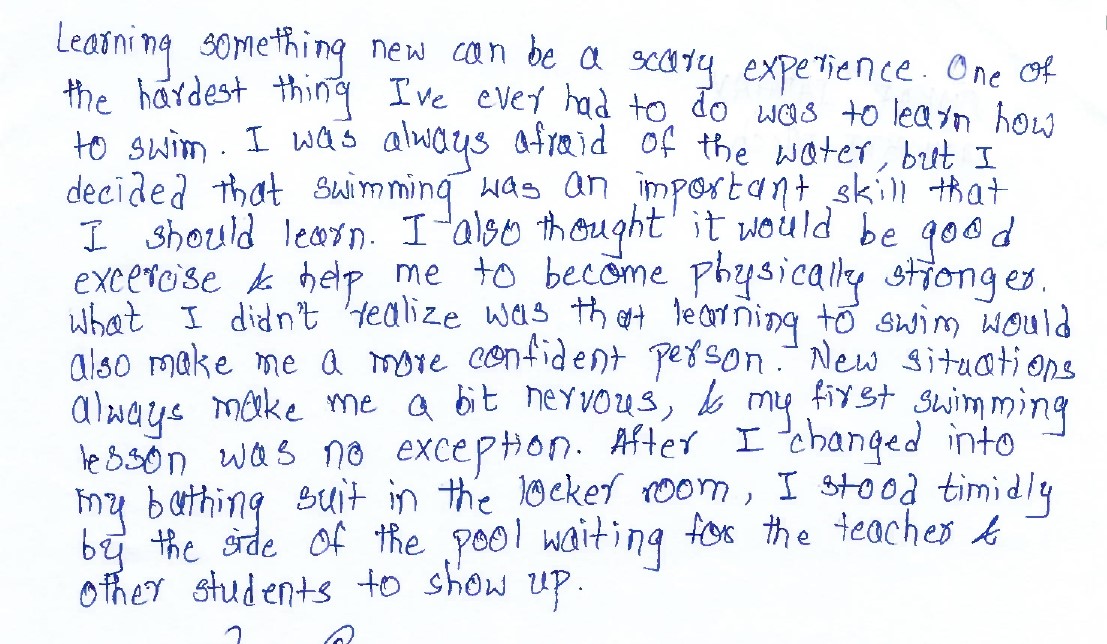 Learning something new can be a scary experience. One of
the hardest thing I've ever had to do was to learn how
to swim. I was always afraid of the water, but I
decided that swimming was an important skill that
I should learn. I also thought it would be good
excercise & help me to become physically stronger.
What I didn't realize was that learning to swim would
also make me a more confident person. New situations
always make me a bit nervous, & my first swimming
lesson was no exception. After I changed into
my bathing suit in the locker room, I stood timidly
by the side of the pool waiting for the teacher &
other students to show up.